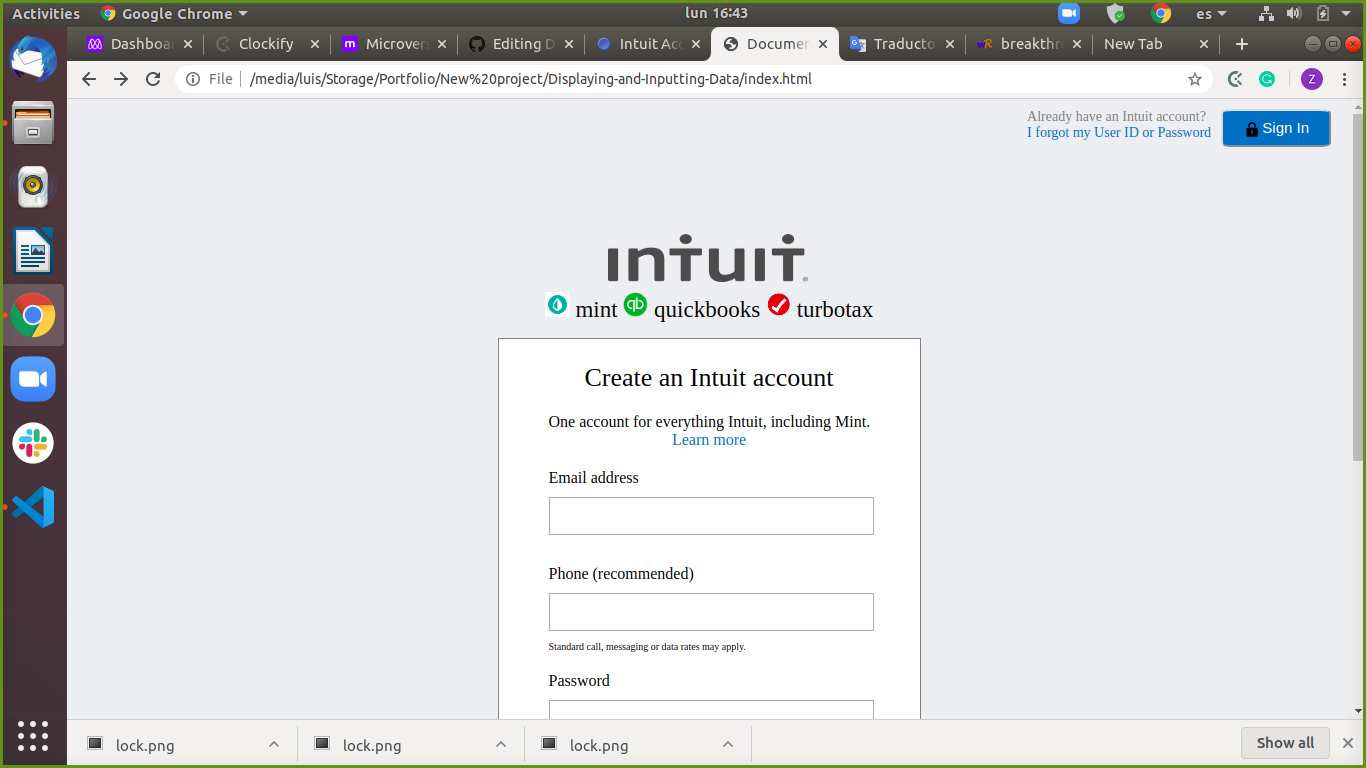 Activities Google Chrome lun 16:43 es
Dashboar Clockify Microvers Editing D Intuit Acc Documen Traducto breakthr New Tab
File /media/luis/Storage/Portfolio/New%20project/Displaying-and-Inputting-Data/index.html Z
Already have an Intuit account?
I forgot my User ID or Password
Sign In
intuit
mint qb quickbooks turbotax
Create an Intuit account
One account for everything Intuit, including Mint.
Learn more
Email address
Phone (recommended)
Standard call, messaging or data rates may apply.
Password
lock.png lock.png lock.png Show all